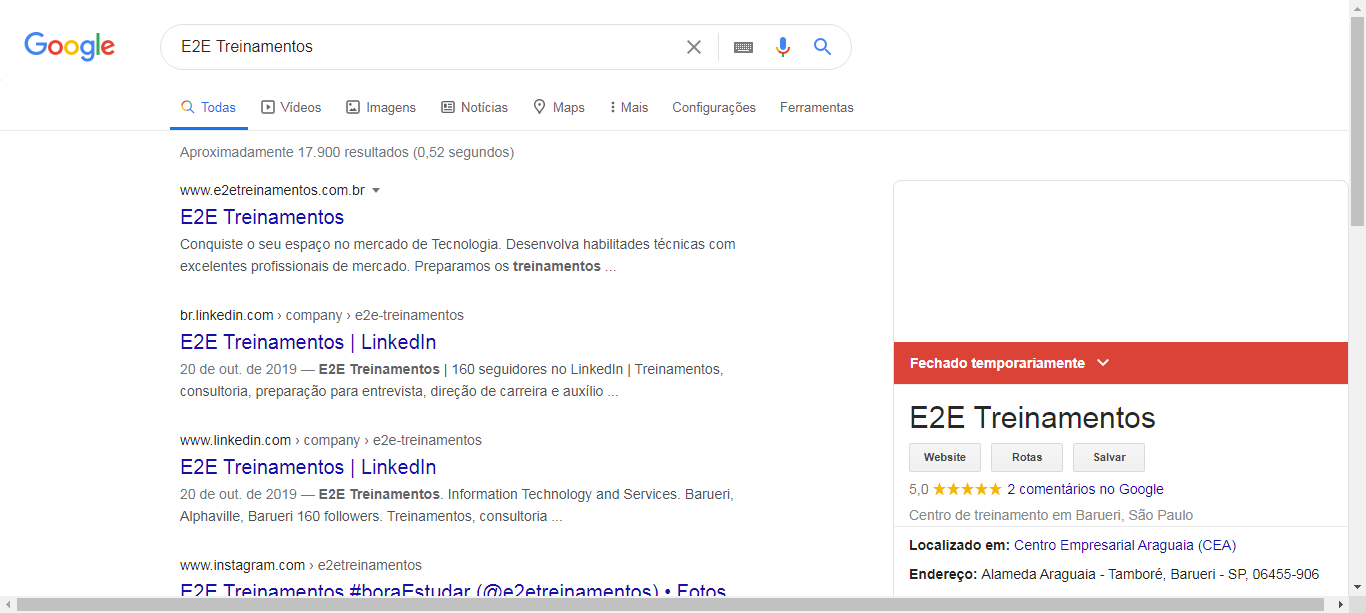 Google
E2E Treinamentos
Todas
Vídeos
Imagens
Notícias
Maps
Mais
Configurações
Ferramentas
Aproximadamente 17.900 resultados (0,52 segundos)
www.e2etreinamentos.com.br
E2E Treinamentos
Conquiste o seu espaço no mercado de Tecnologia. Desenvolva habilitades técnicas com
excelentes profissionais de mercado. Preparamos os treinamentos ...
br.linkedin.com › company › e2e-treinamentos
E2E Treinamentos | LinkedIn
20 de out. de 2019 — E2E Treinamentos | 160 seguidores no LinkedIn | Treinamentos,
consultoria, preparação para entrevista, direção de carreira e auxílio ...
www.linkedin.com › company › e2e-treinamentos
E2E Treinamentos | LinkedIn
20 de out. de 2019 — E2E Treinamentos. Information Technology and Services. Barueri,
Alphaville, Barueri 160 followers. Treinamentos, consultoria ...
www.instagram.com › e2etreinamentos
E2E Treinamentos #boraEstudar (@e2etreinamentos) • Fotos
Fechado temporariamente
E2E Treinamentos
Website
Rotas
Salvar
5,0 ★★★★★ 2 comentários no Google
Centro de treinamento em Barueri, São Paulo
Localizado em: Centro Empresarial Araguaia (CEA)
Endereço: Alameda Araguaia - Tamboré, Barueri - SP, 06455-906